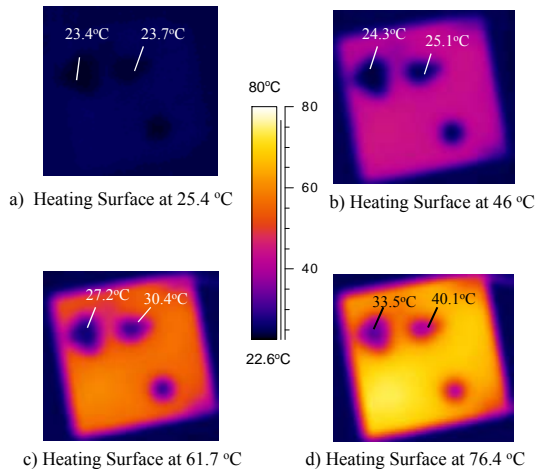 23.4°C 23.7°C
24.3°C 25.1°C
a) Heating Surface at 25.4 °C
b) Heating Surface at 46 °C
80°C
80
60
40
22.6°C
27.2°C 30.4°C
33.5°C 40.1°C
c) Heating Surface at 61.7 °C
d) Heating Surface at 76.4 °C